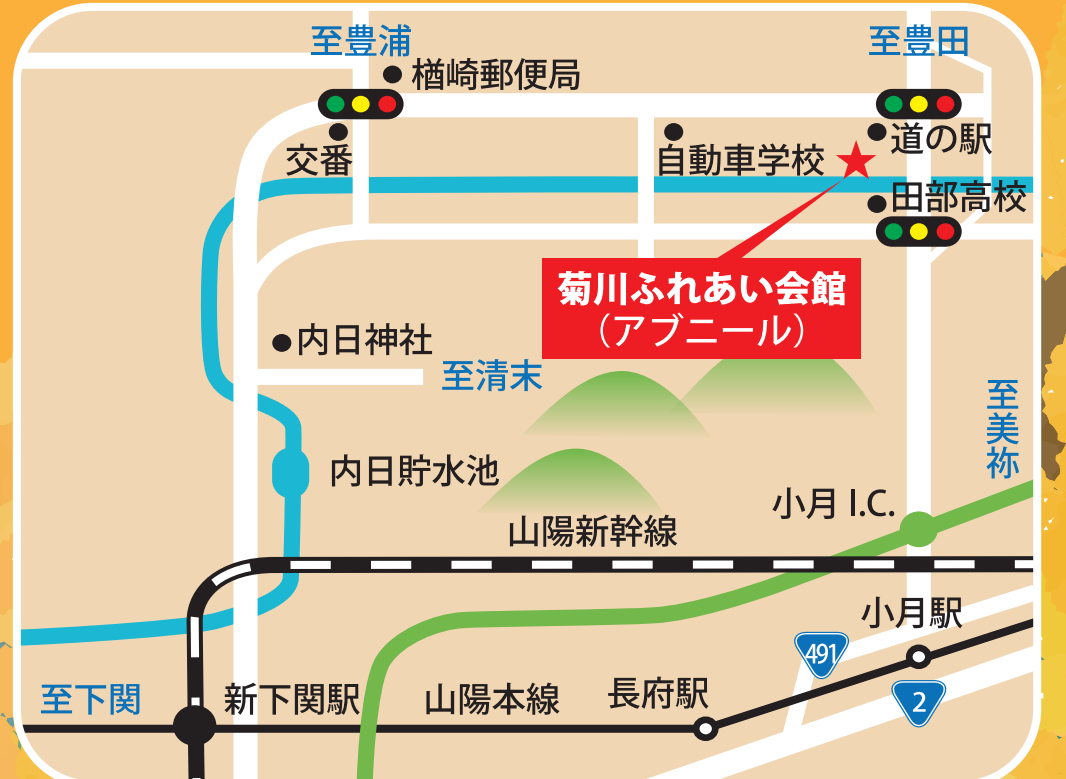 至豊浦
至豊田
楢崎郵便局
交番
自動車学校
道の駅
田部高校
菊川ふれあい会館
（アブニール）
内日神社
至清末
至美祢
内日貯水池
小月 I.C.
山陽新幹線
小月駅
491
至下関
新下関駅
山陽本線
長府駅
2